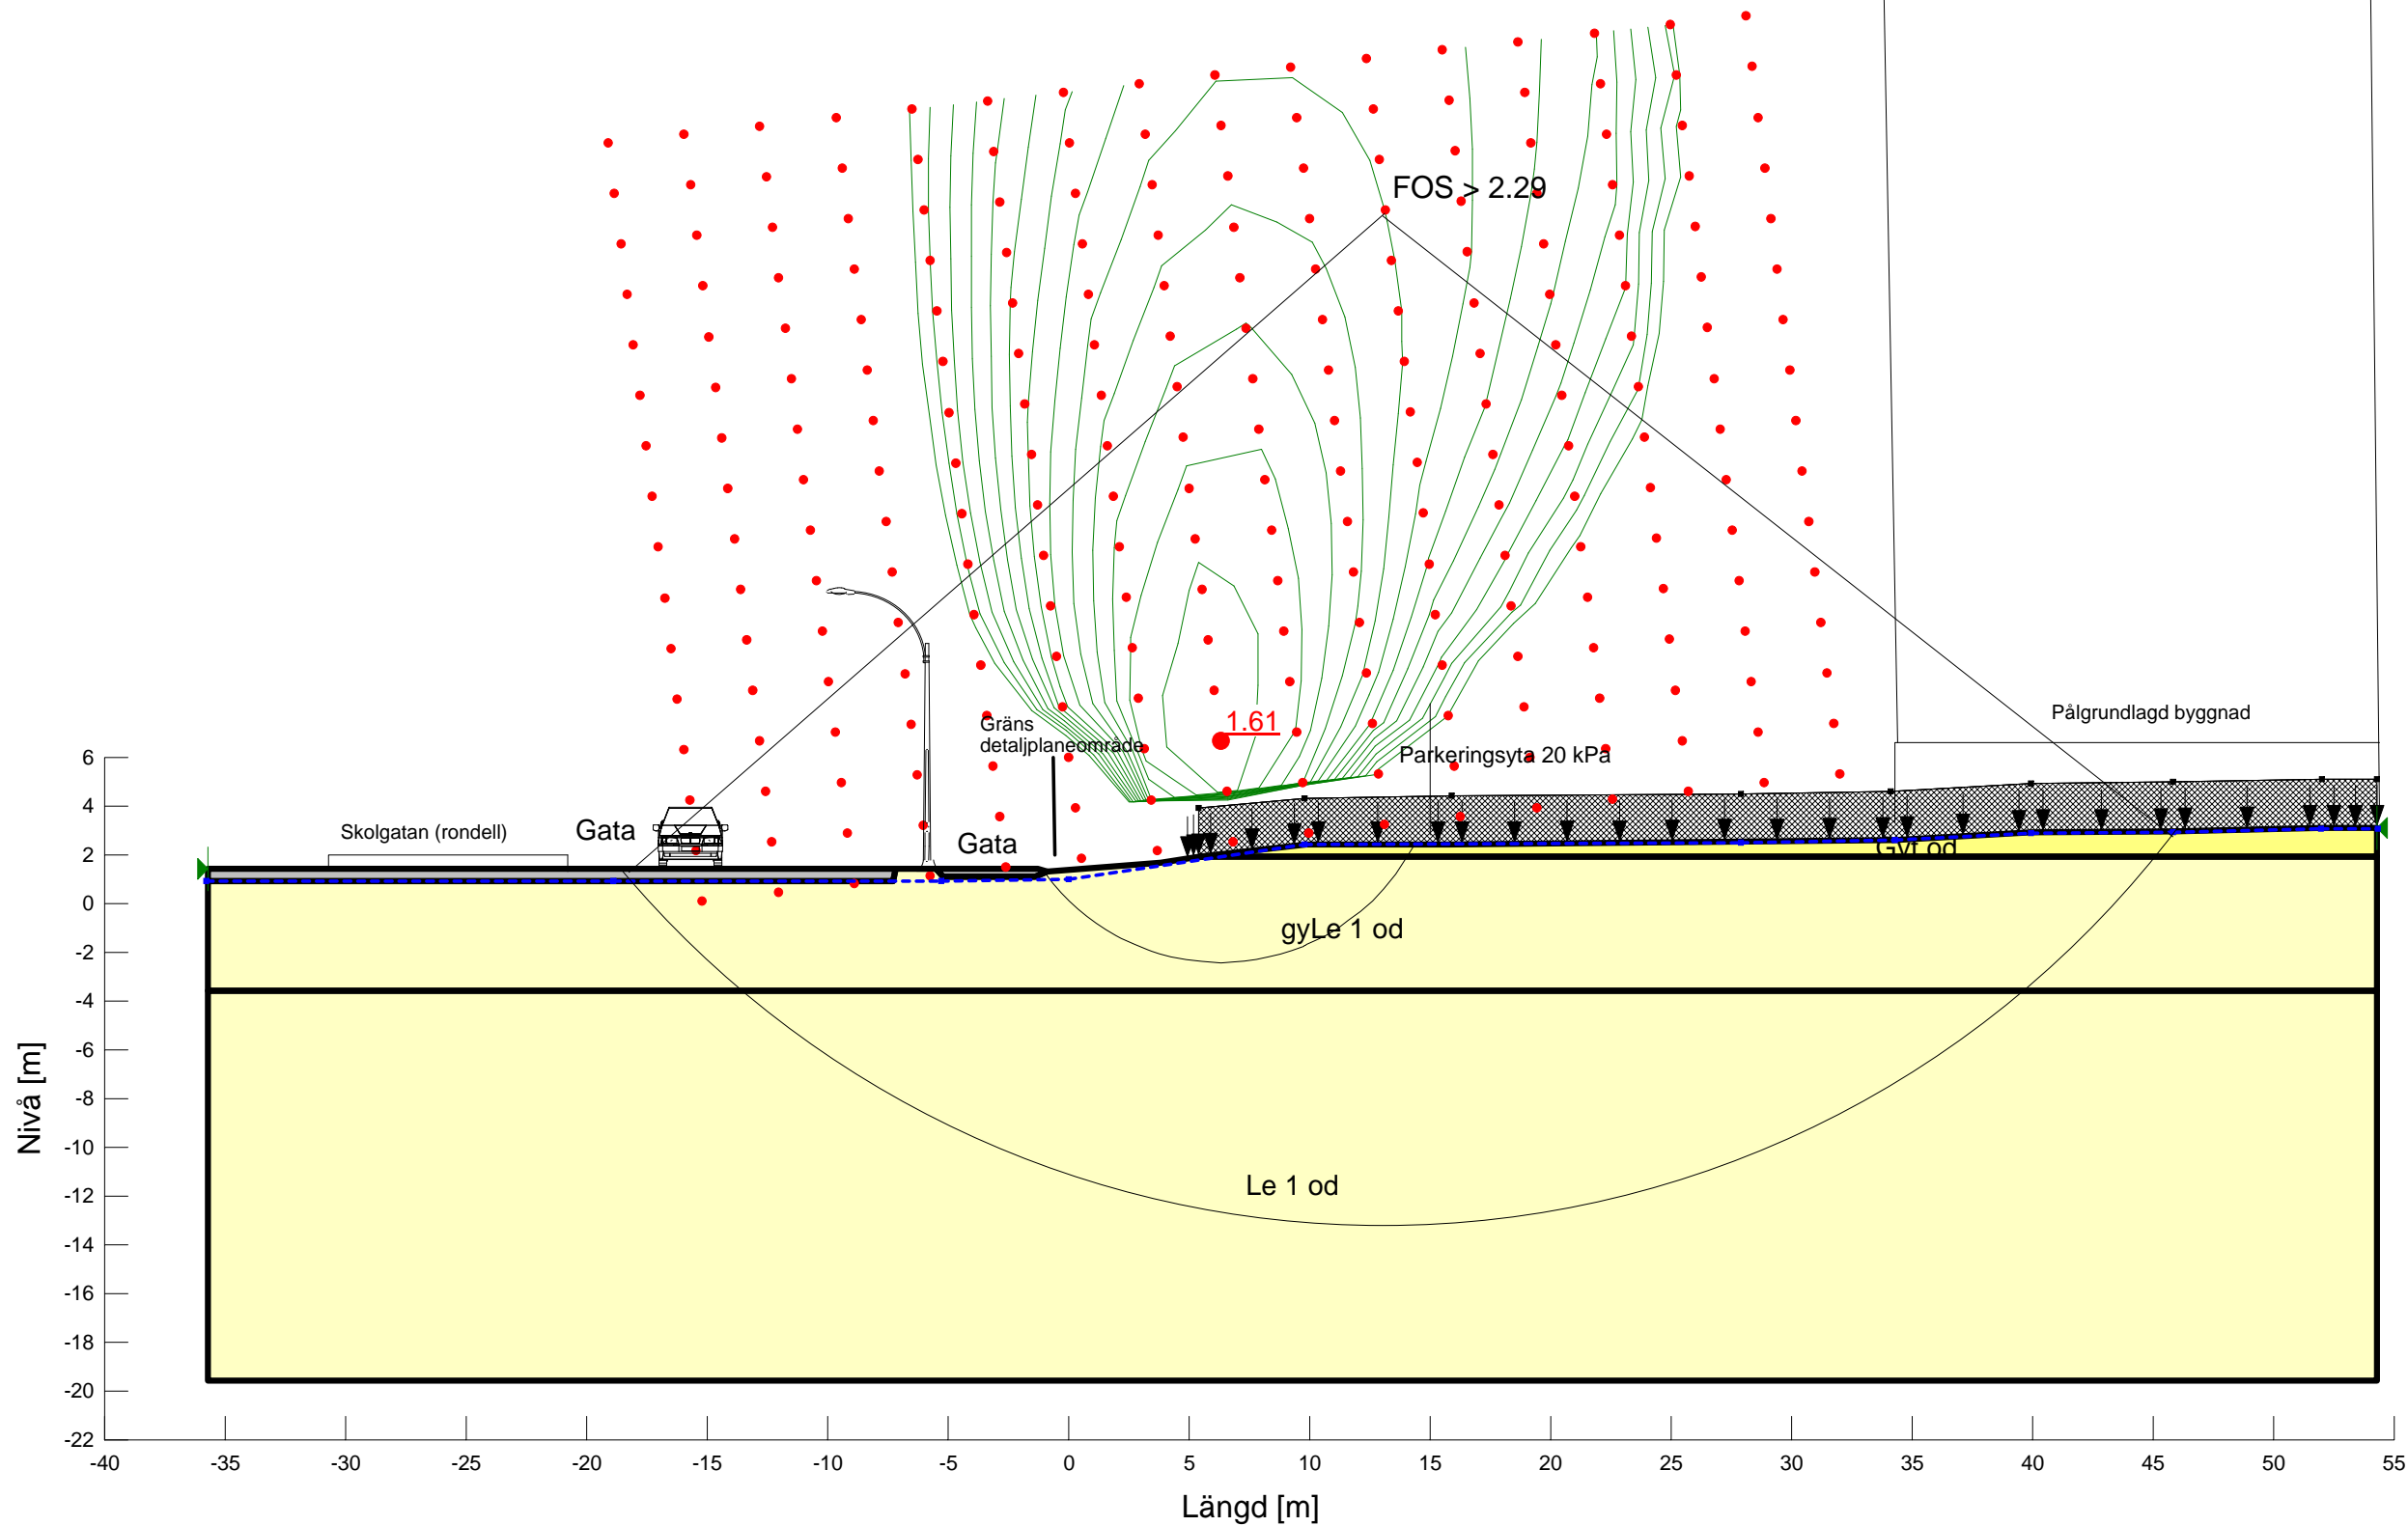 FOS > 2.29
1.61
Gräns
detaljplaneområde
Pålgrundlagd byggnad
Parkeringsyta 20 kPa
Skolgatan (rondell)
Gata
Gata
Gyt od
gyLe 1 od
Le 1 od
Nivå [m]
6
4
2
0
-2
-4
-6
-8
-10
-12
-14
-16
-18
-20
-22
-40 -35 -30 -25 -20 -15 -10 -5 0 5 10 15 20 25 30 35 40 45 50 55
Längd [m]